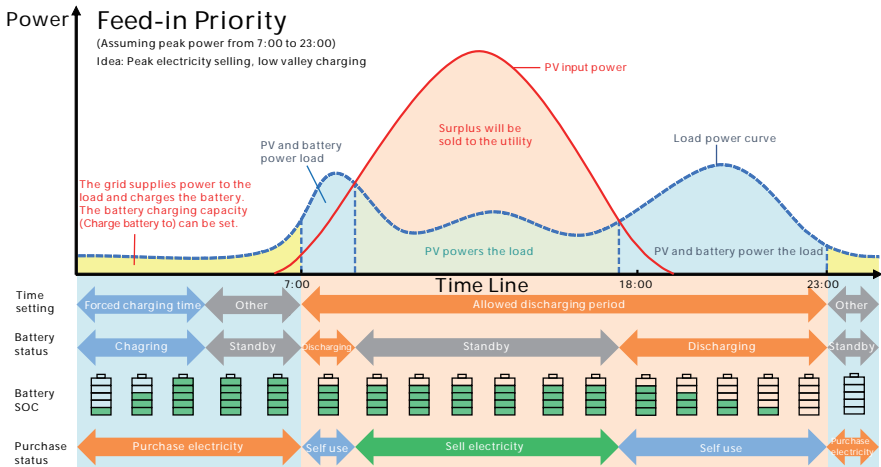 Power
Feed-in Priority
(Assuming peak power from 7:00 to 23:00)
Idea: Peak electricity selling, low valley charging
PV input power
Surplus will be
sold to the utility
Load power curve
PV and battery
power load
The grid supplies power to the
load and charges the battery.
The battery charging capacity
(Charge battery to) can be set.
PV powers the load
PV and battery power the load
7:00
Time Line
18:00
23:00
Time
setting
Forced charging time
Other
Allowed discharging period
Other
Battery
status
Chagring
Standby
Discharging
Standby
Discharging
Standby
Battery
SOC
Purchase
status
Purchase electricity
Self use
Sell electricity
Self use
Purchase
electricity